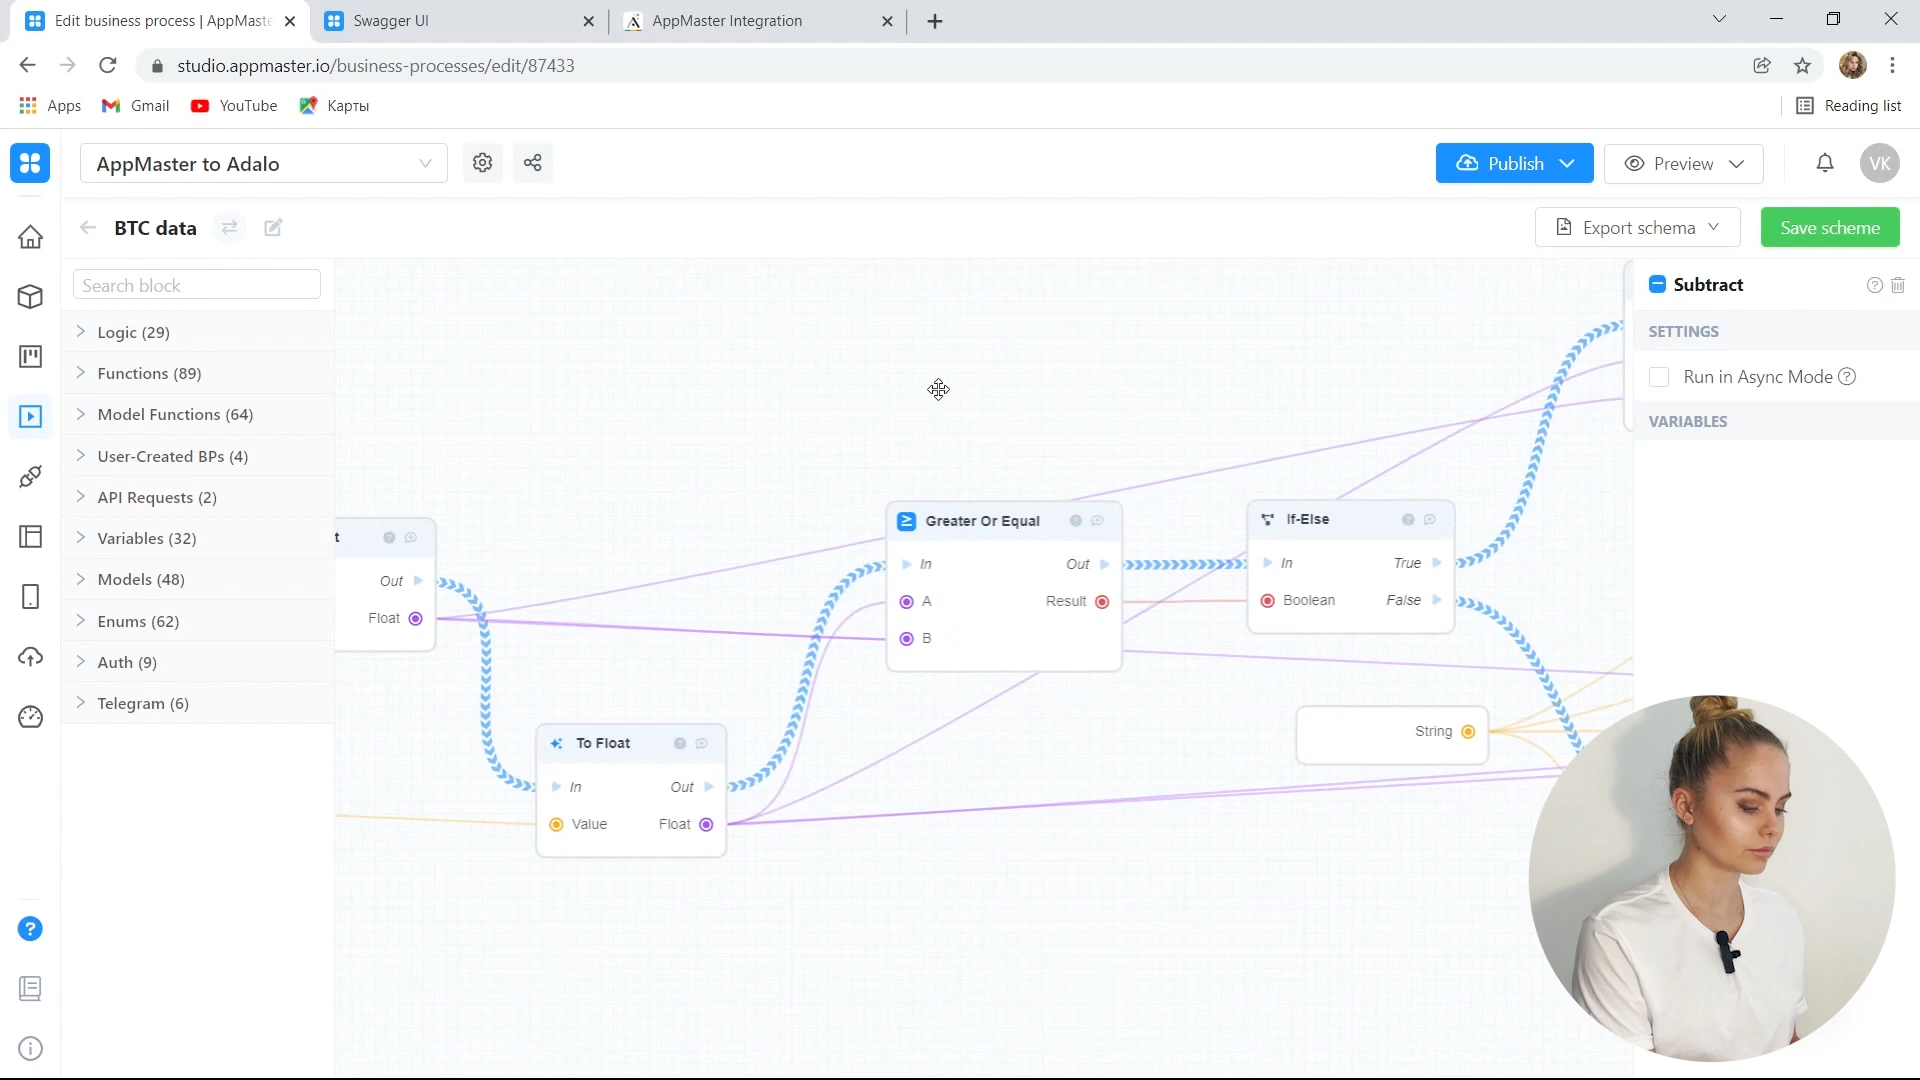 Edit business process | AppMaste
Swagger UI
AppMaster Integration
studio.appmaster.io/business-processes/edit/87433
Apps
Gmail
YouTube
Карты
Reading list
AppMaster to Adalo
Publish
Preview
VK
BTC data
Export schema
Save scheme
Search block
Logic (29)
Functions (89)
Model Functions (64)
User-Created BPs (4)
API Requests (2)
Variables (32)
Models (48)
Enums (62)
Auth (9)
Telegram (6)
t
Out
Float
To Float
In
Out
Value
Float
Greater Or Equal
In
Out
A
Result
B
If-Else
In
True
Boolean
False
String
Subtract
SETTINGS
Run in Async Mode
VARIABLES